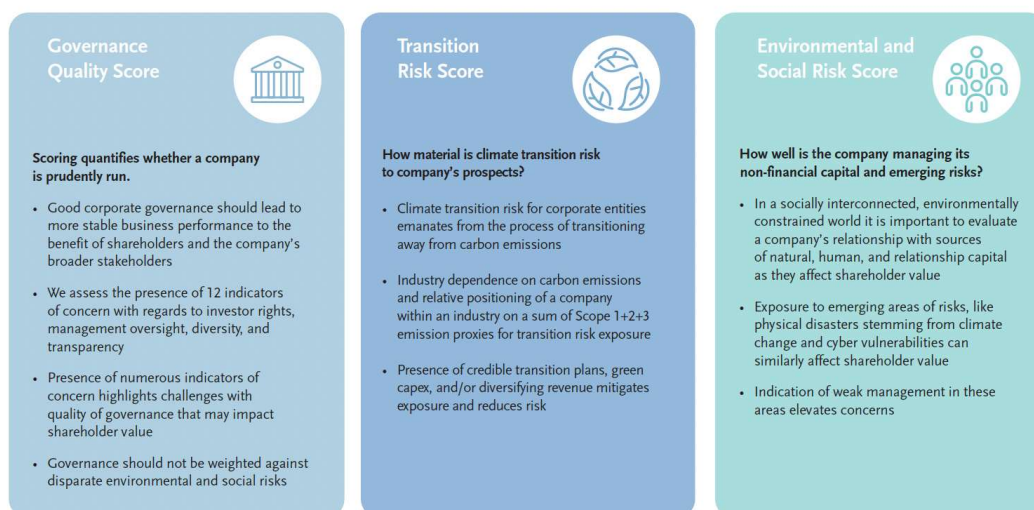 Governance
Quality Score
Scoring quantifies whether a company
is prudently run.
• Good corporate governance should lead to
more stable business performance to the
benefit of shareholders and the company's
broader stakeholders
• We assess the presence of 12 indicators
of concern with regards to investor rights,
management oversight, diversity, and
transparency
• Presence of numerous indicators of
concern highlights challenges with
quality of governance that may impact
shareholder value
• Governance should not be weighted against
disparate environmental and social risks
Transition
Risk Score
How material is climate transition risk
to company's prospects?
• Climate transition risk for corporate entities
emanates from the process of transitioning
away from carbon emissions
• Industry dependence on carbon emissions
and relative positioning of a company
within an industry on a sum of Scope 1+2+3
emission proxies for transition risk exposure
• Presence of credible transition plans, green
capex, and/or diversifying revenue mitigates
exposure and reduces risk
Environmental and
Social Risk Score
How well is the company managing its
non-financial capital and emerging risks?
• In a socially interconnected, environmentally
constrained world it is important to evaluate
a company's relationship with sources
of natural, human, and relationship capital
as they affect shareholder value
• Exposure to emerging areas of risks, like
physical disasters stemming from climate
change and cyber vulnerabilities can
similarly affect shareholder value
• Indication of weak management in these
areas elevates concerns